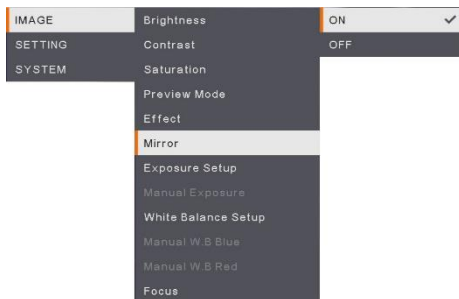 IMAGE
SETTING
SYSTEM
Brightness
Contrast
Saturation
Preview Mode
Effect
Mirror
Exposure Setup
Manual Exposure
White Balance Setup
Manual W.B Blue
Manual W.B Red
Focus
ON
OFF